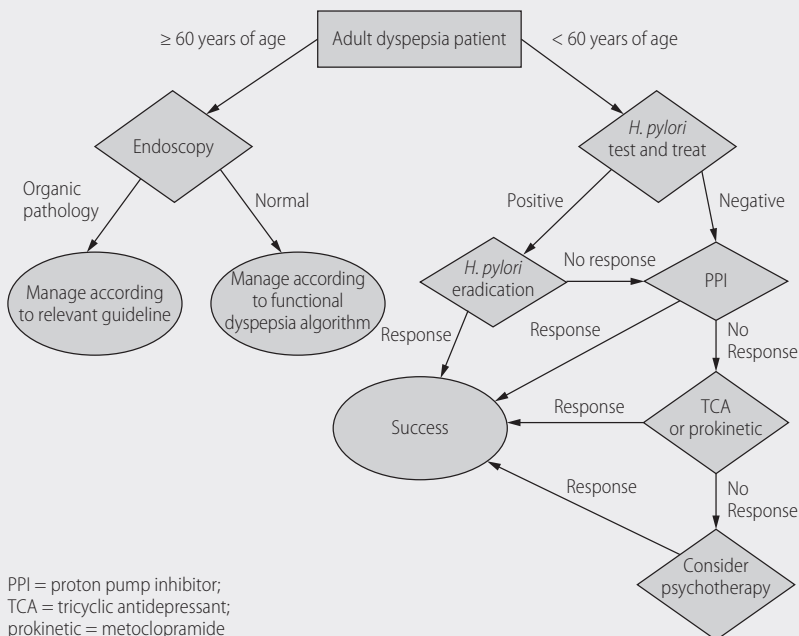 ≥ 60 years of age
Adult dyspepsia patient
< 60 years of age
Endoscopy
H. pylori
test and treat
Organic
pathology
Normal
Positive
Negative
Manage according
to relevant guideline
Manage according
to functional
dyspepsia algorithm
H. pylori
eradication
No response
PPI
Response
Response
No
Response
Success
Response
TCA
or prokinetic
Response
No
Response
Consider
psychotherapy
PPI = proton pump inhibitor;
TCA = tricyclic antidepressant;
prokinetic = metoclopramide